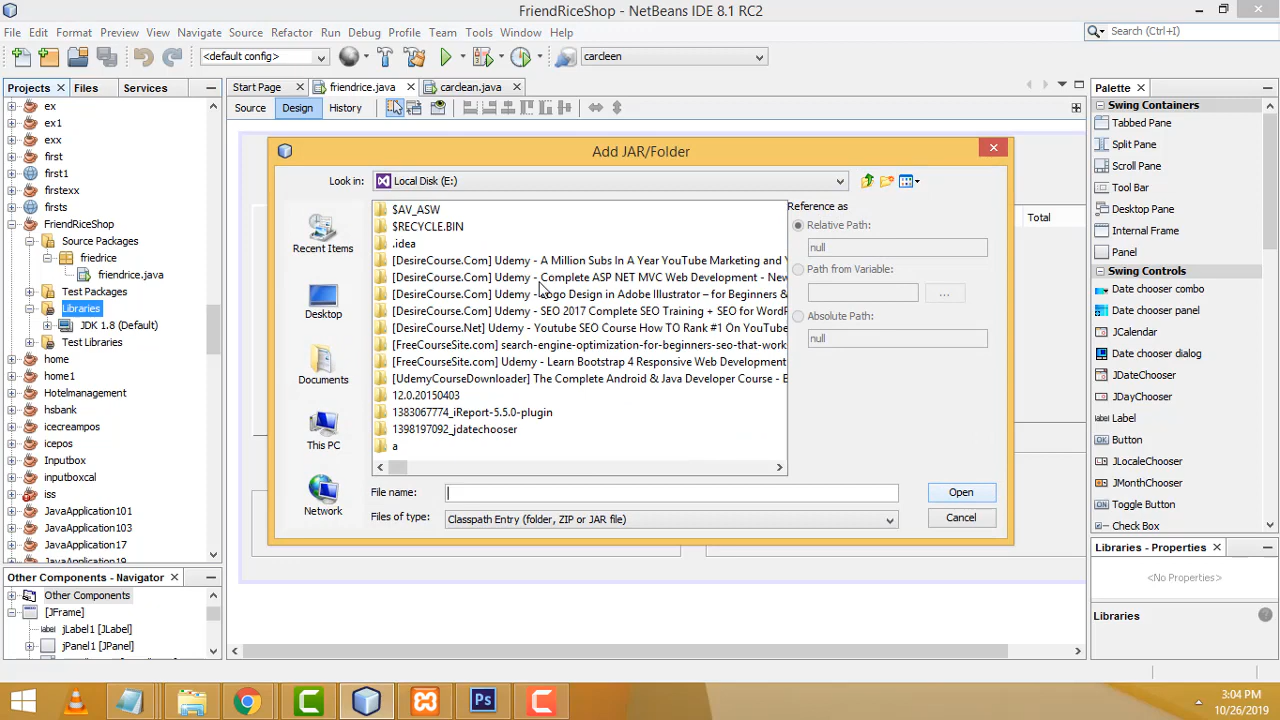 FriendRiceShop - NetBeans IDE 8.1 RC2
File Edit Format Preview View Navigate Source Refactor Run Debug Profile Team Tools Window Help
Search (Ctrl+I)
<default config>
cardeen
Projects Files Services
Start Page friendrice.java cardean.java
Source Design History
ex
ex1
exx
first
first1
firstexx
firsts
FriendRiceShop
Source Packages
friedrice
friendrice.java
Test Packages
Libraries
JDK 1.8 (Default)
Test Libraries
home
home1
Hotelmanagement
hsbank
icecreampos
icepos
Inputbox
inputboxcal
iss
JavaApplication101
JavaApplication103
JavaApplication17
JavaApplication19
Other Components - Navigator
Other Components
[JFrame]
jLabel1 [JLabel]
jPanel1 [JPanel]
Add JAR/Folder
Look in: Local Disk (E:)
Recent Items
Desktop
Documents
This PC
Network
$AV_ASW
$RECYCLE.BIN
.idea
[DesireCourse.Com] Udemy - A Million Subs In A Year YouTube Marketing and Y
[DesireCourse.Com] Udemy - Complete ASP NET MVC Web Development - New
[DesireCourse.Com] Udemy - Logo Design in Adobe Illustrator – for Beginners &
[DesireCourse.Com] Udemy - SEO 2017 Complete SEO Training + SEO for WordP
[DesireCourse.Net] Udemy - Youtube SEO Course How TO Rank #1 On YouTube
[FreeCourseSite.com] search-engine-optimization-for-beginners-seo-that-work
[FreeCourseSite.com] Udemy - Learn Bootstrap 4 Responsive Web Development
[UdemyCourseDownloader] The Complete Android & Java Developer Course - B
12.0.20150403
1383067774_iReport-5.5.0-plugin
1398197092_jdatechooser
a
Reference as
Relative Path:
null
Path from Variable:
...
Absolute Path:
null
File name:
Open
Files of type: Classpath Entry (folder, ZIP or JAR file)
Cancel
Total
Palette
Swing Containers
Tabbed Pane
Split Pane
Scroll Pane
Tool Bar
Desktop Pane
Internal Frame
Panel
Swing Controls
Date chooser combo
JCalendar
Date chooser panel
Date chooser dialog
JDateChooser
JDayChooser
Label
Button
JLocaleChooser
JMonthChooser
Toggle Button
Check Box
Libraries - Properties
<No Properties>
Libraries
Ps
3:04 PM
10/26/2019